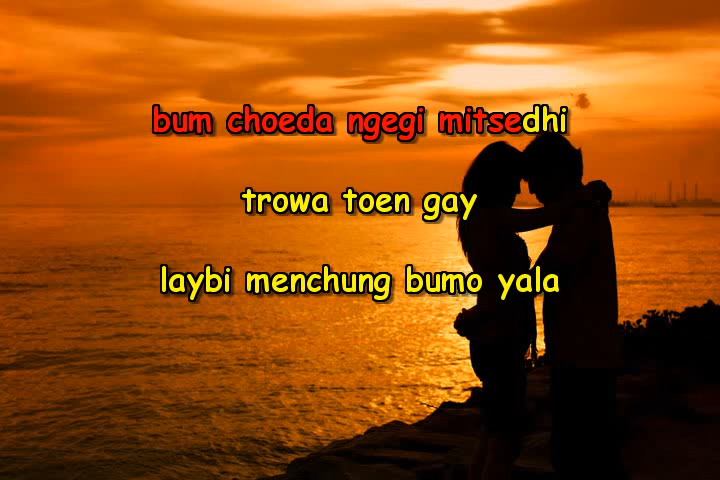 bum choeda ngegi mitsedhi
trowa toen gay
laybi menchung bumo yala